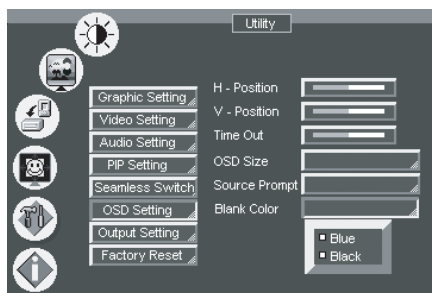 Utility
Graphic Setting
Video Setting
Audio Setting
PIP Setting
Seamless Switch
OSD Setting
Output Setting
Factory Reset
H - Position
V - Position
Time Out
OSD Size
Source Prompt
Blank Color
Blue
Black